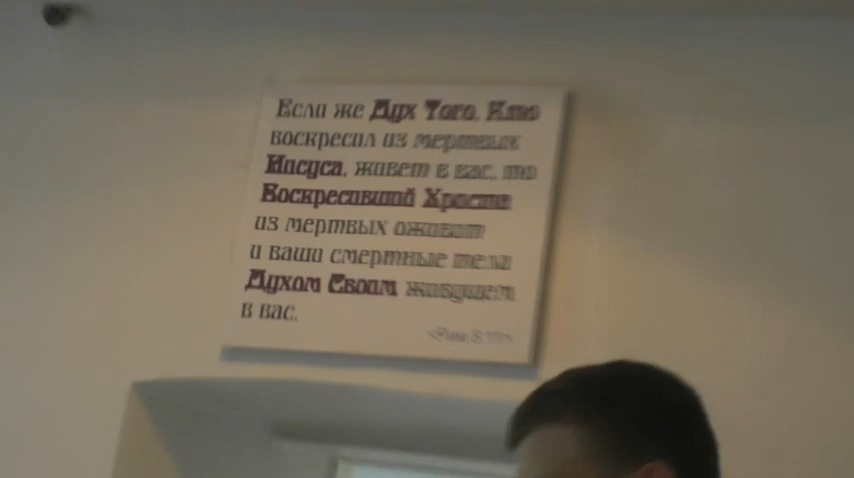 Если же Дух Того, Кто
воскресил из мертвых
Иисуса, живет в вас, то
Воскресивший Христа
из мертвых оживит
и ваши смертные тела
Духом Своим, живущем
в вас.